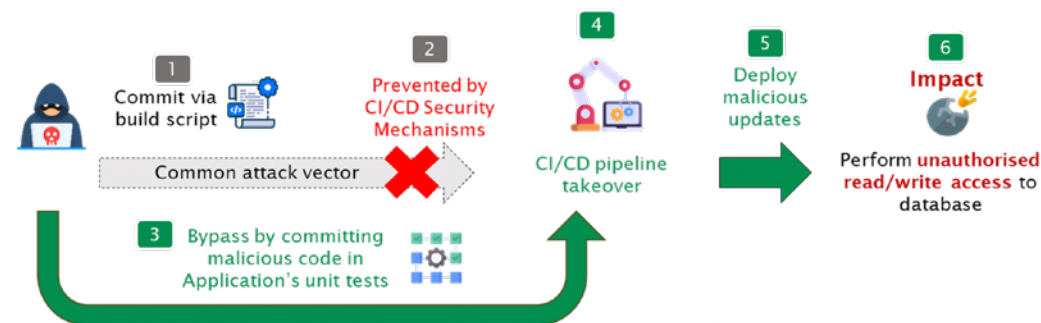 1
Commit via
build script
Common attack vector
2
Prevented by
CI/CD Security
Mechanisms
3
Bypass by committing
malicious code in
Application's unit tests
4
CI/CD pipeline
takeover
5
Deploy
malicious
updates
6
Impact
Perform unauthorised
read/write access to
database